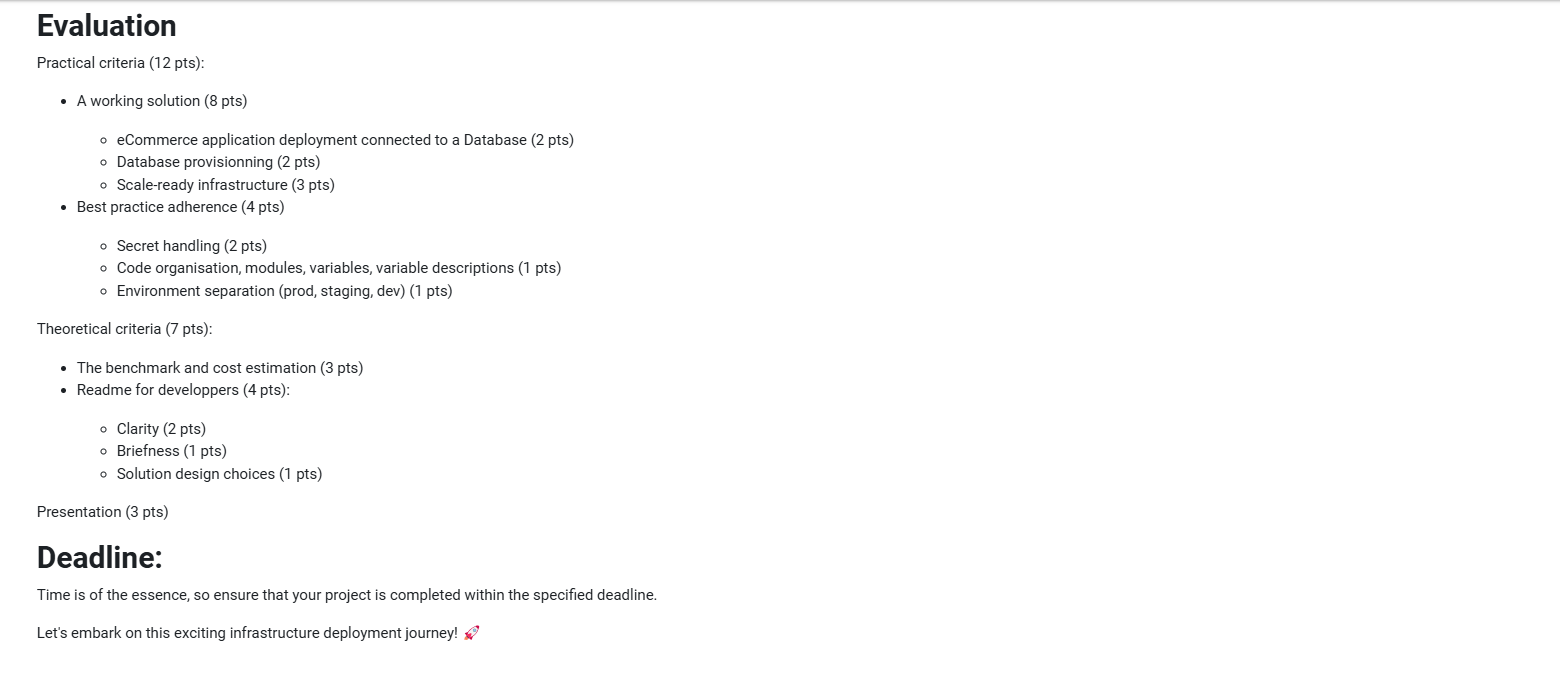 Evaluation
Practical criteria (12 pts):
A working solution (8 pts)
eCommerce application deployment connected to a Database (2 pts)
Database provisionning (2 pts)
Scale-ready infrastructure (3 pts)
Best practice adherence (4 pts)
Secret handling (2 pts)
Code organisation, modules, variables, variable descriptions (1 pts)
Environment separation (prod, staging, dev) (1 pts)
Theoretical criteria (7 pts):
The benchmark and cost estimation (3 pts)
Readme for developpers (4 pts):
Clarity (2 pts)
Briefness (1 pts)
Solution design choices (1 pts)
Presentation (3 pts)
Deadline:
Time is of the essence, so ensure that your project is completed within the specified deadline.
Let's embark on this exciting infrastructure deployment journey! 🚀